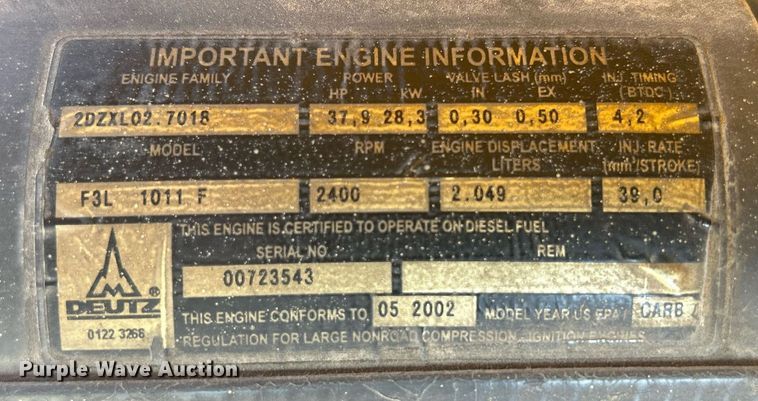 IMPORTANT ENGINE INFORMATION
ENIGINE FAMILY POWER VALVE LASH (mm) INJ. TIMING
HP kW IN EX (BTDC)
2DZXL02.7018 37,9 28,3 0,30 0,50 4,2
MODEL RPM ENGINE DISPLACEMENT INJ. RATE
LITERS (mm³/STROKE)
F3L 1011 F 2400 2.049 39,0
THIS ENGINE IS CERTIFIED TO OPERATE ON DIESEL FUEL
SERIAL NO. REM
00723543
DEUTZ ®
THIS ENGINE CONFORMS TO 05 2002 MODEL YEAR US EPA / CARB
0122 3268
REGULATION FOR LARGE NONROAD COMPRESSION-IGNITION ENGINES
Purple Wave Auction